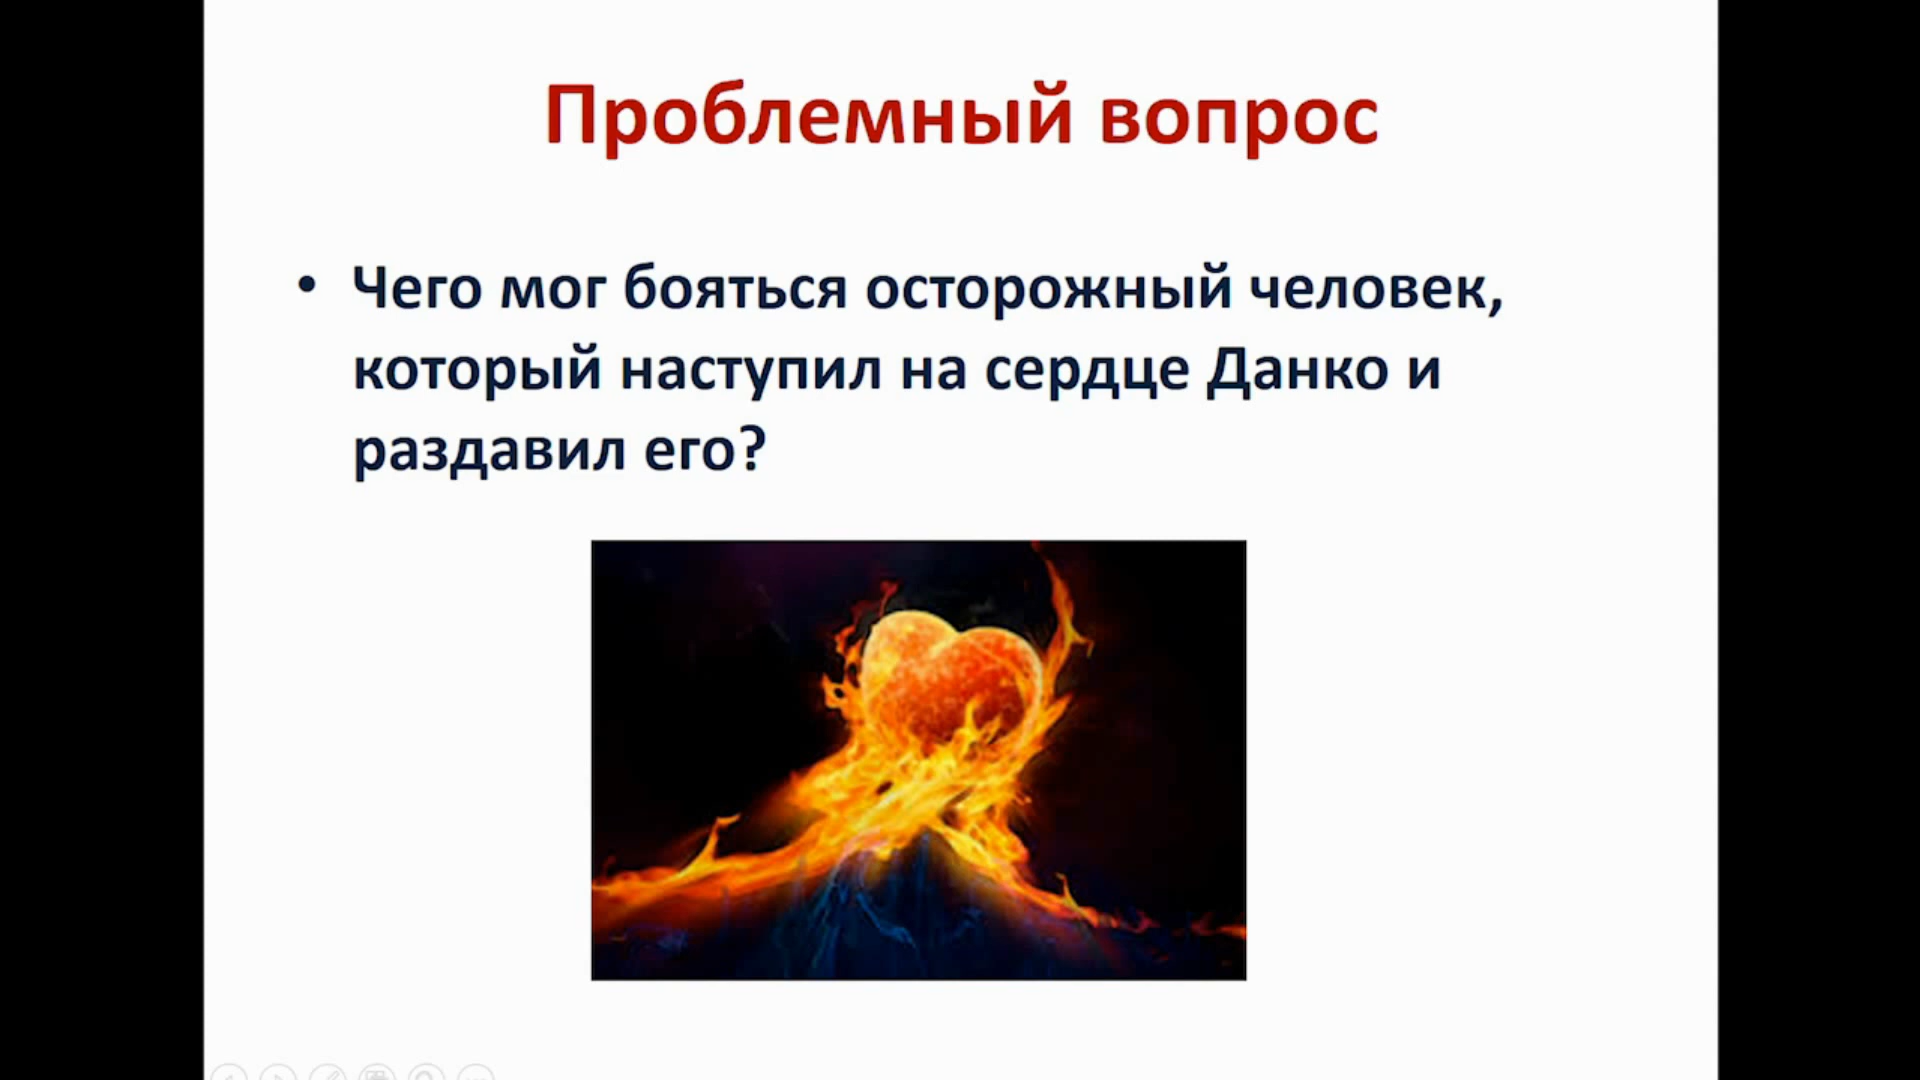 Проблемный вопрос
• Чего мог бояться осторожный человек,
который наступил на сердце Данко и
раздавил его?